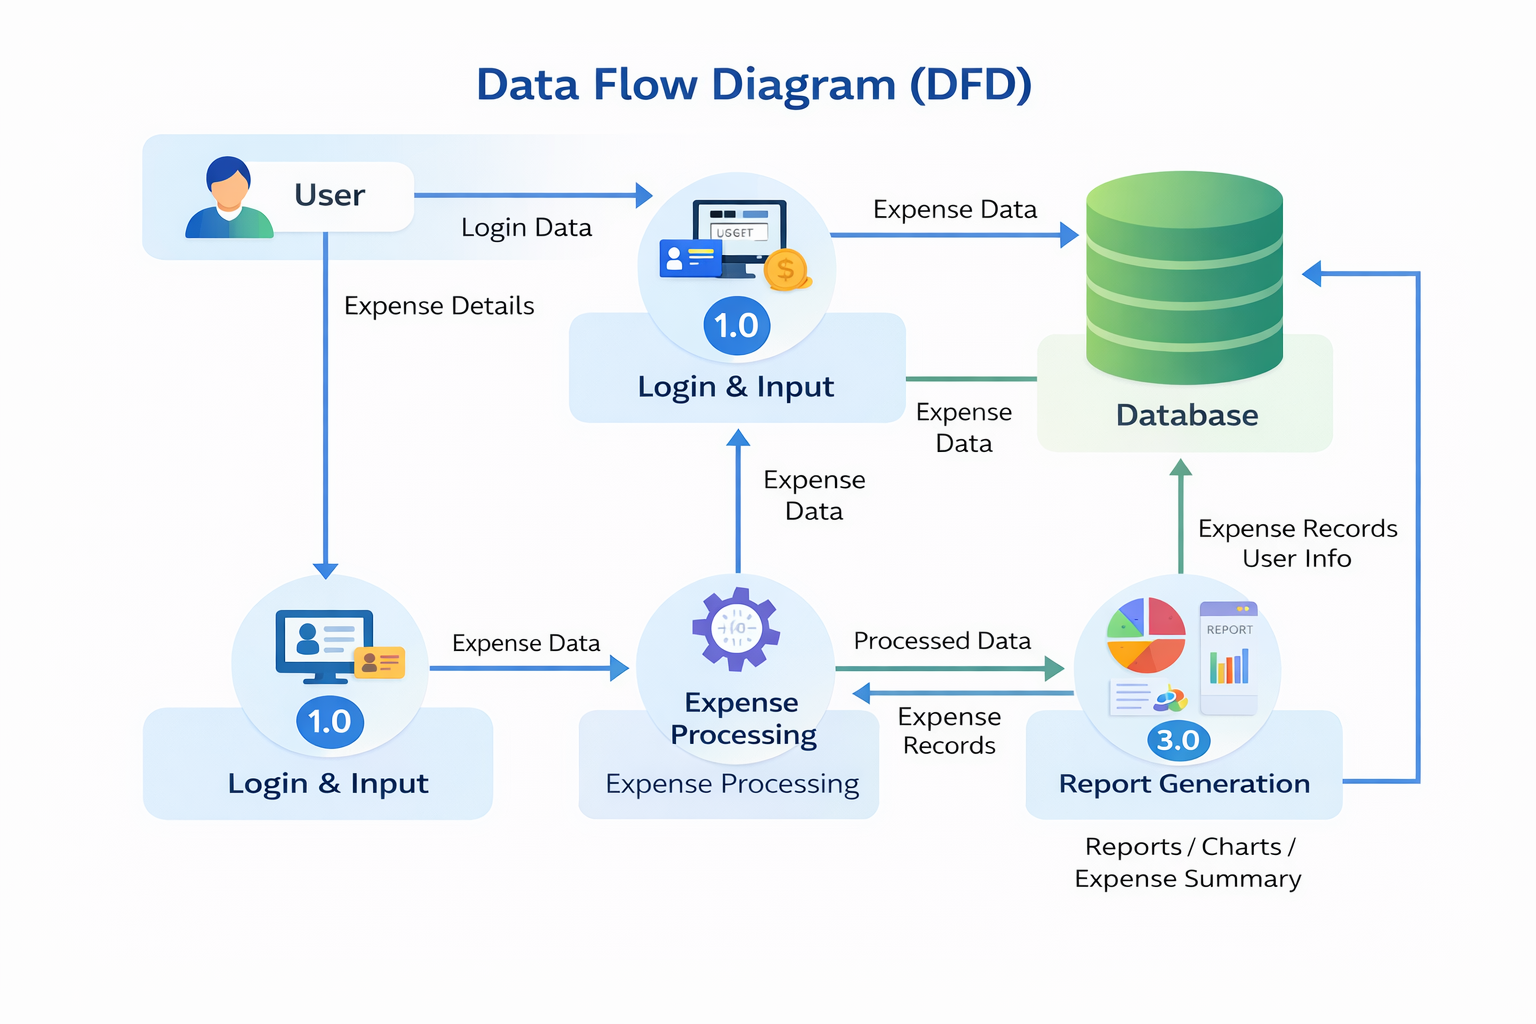 Data Flow Diagram (DFD)
User
Login Data
Expense Data
USGET
$
1.0
Login & Input
Expense Details
Expense
Data
Database
Expense
Data
Expense Records
User Info
1.0
Login & Input
Expense Data
Expense
Processing
Expense Processing
Processed Data
Expense
Records
REPORT
3.0
Report Generation
Reports / Charts /
Expense Summary